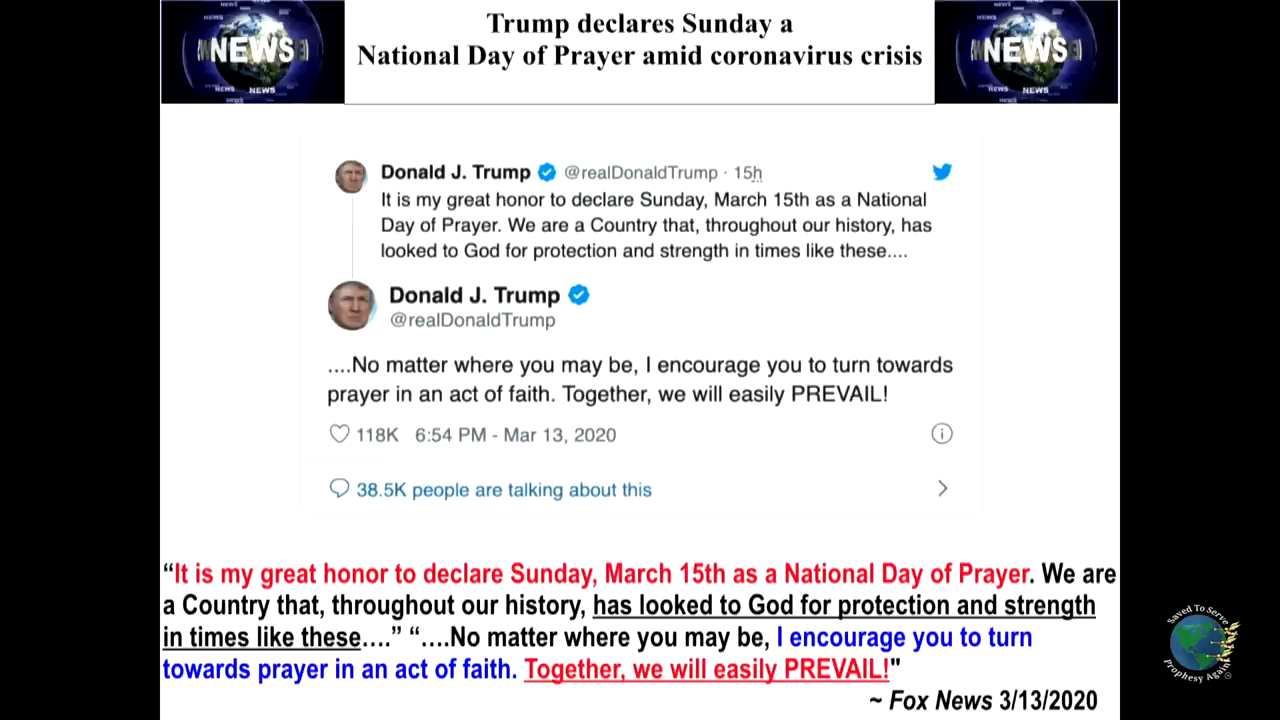 Trump declares Sunday a
National Day of Prayer amid coronavirus crisis
NEWS
NEWS
NEWS
NEWS
NEWS
NEWS
Donald J. Trump @realDonaldTrump · 15h
It is my great honor to declare Sunday, March 15th as a National
Day of Prayer. We are a Country that, throughout our history, has
looked to God for protection and strength in times like these....
Donald J. Trump
@realDonaldTrump
....No matter where you may be, I encourage you to turn towards
prayer in an act of faith. Together, we will easily PREVAIL!
118K 6:54 PM - Mar 13, 2020
38.5K people are talking about this
“It is my great honor to declare Sunday, March 15th as a National Day of Prayer. We are
a Country that, throughout our history, has looked to God for protection and strength
in times like these....” “....No matter where you may be, I encourage you to turn
towards prayer in an act of faith. Together, we will easily PREVAIL!"
~ Fox News 3/13/2020
Saved To Serve
Prophesy Again